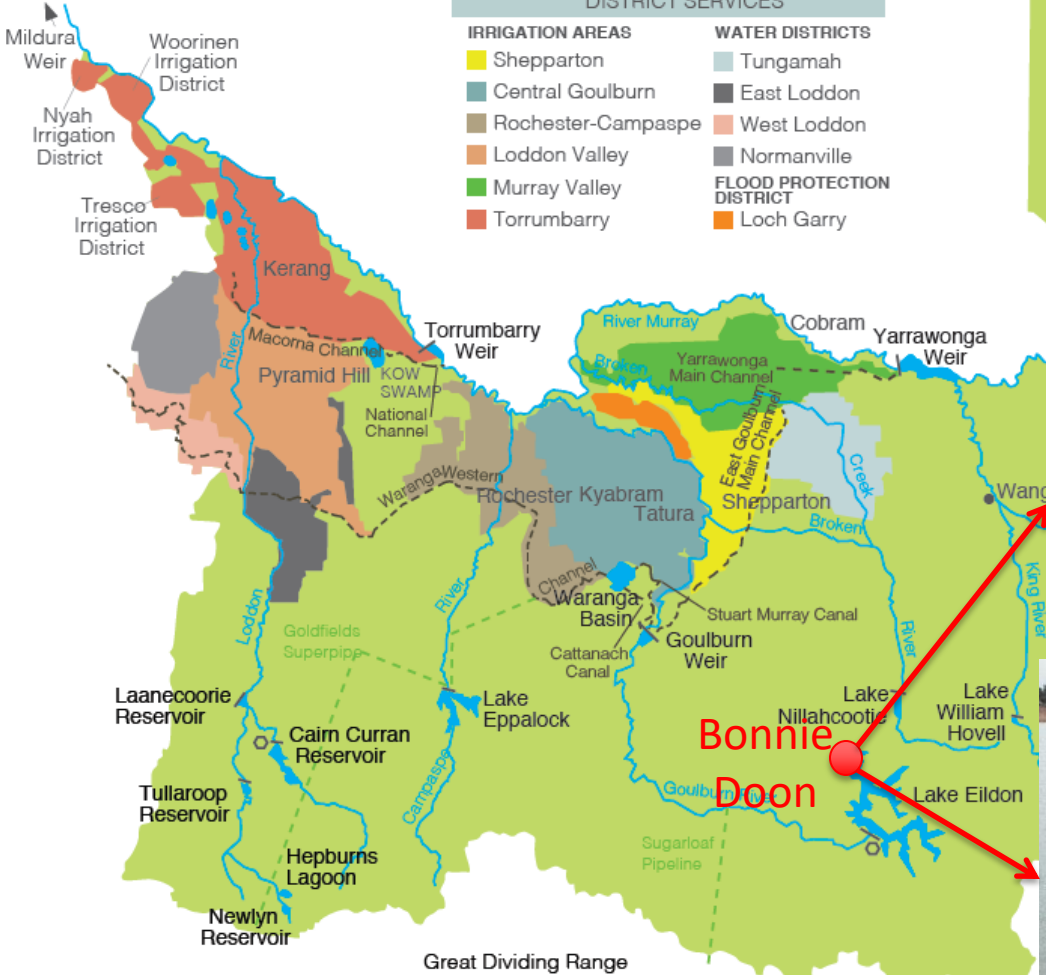 DISTRICT SERVICES
IRRIGATION AREAS
Shepparton
Central Goulburn
Rochester-Campaspe
Loddon Valley
Murray Valley
Torrumbarry
WATER DISTRICTS
Tungamah
East Loddon
West Loddon
Normanville
FLOOD PROTECTION
DISTRICT
Loch Garry
Mildura
Weir
Woorinen
Irrigation
District
Nyah
Irrigation
District
Tresco
Irrigation
District
Kerang
River
Macorna Channel
Torrumbarry
Weir
Pyramid Hill
KOW
SWAMP
National
Channel
River Murray
Cobram
Yarrawonga
Weir
Broken
Yarrawonga
Main Channel
East Goulburn
Main Channel
Creek
Waranga Western
Rochester
Kyabram
Tatura
Shepparton
Broken
Wang
Channel
Waranga
Basin
Stuart Murray Canal
Cattanach
Canal
Goulburn
Weir
King River
River
River
Loddon
Goldfields
Superpipe
Laanecoorie
Reservoir
Lake
Eppalock
Lake
Nillahcootie
Lake
William
Hovell
Cairn Curran
Reservoir
Bonnie
Doon
Tullaroop
Reservoir
Campaspe
Goulburn River
Lake Eildon
Sugarloaf
Pipeline
Hepburns
Lagoon
Newlyn
Reservoir
Great Dividing Range